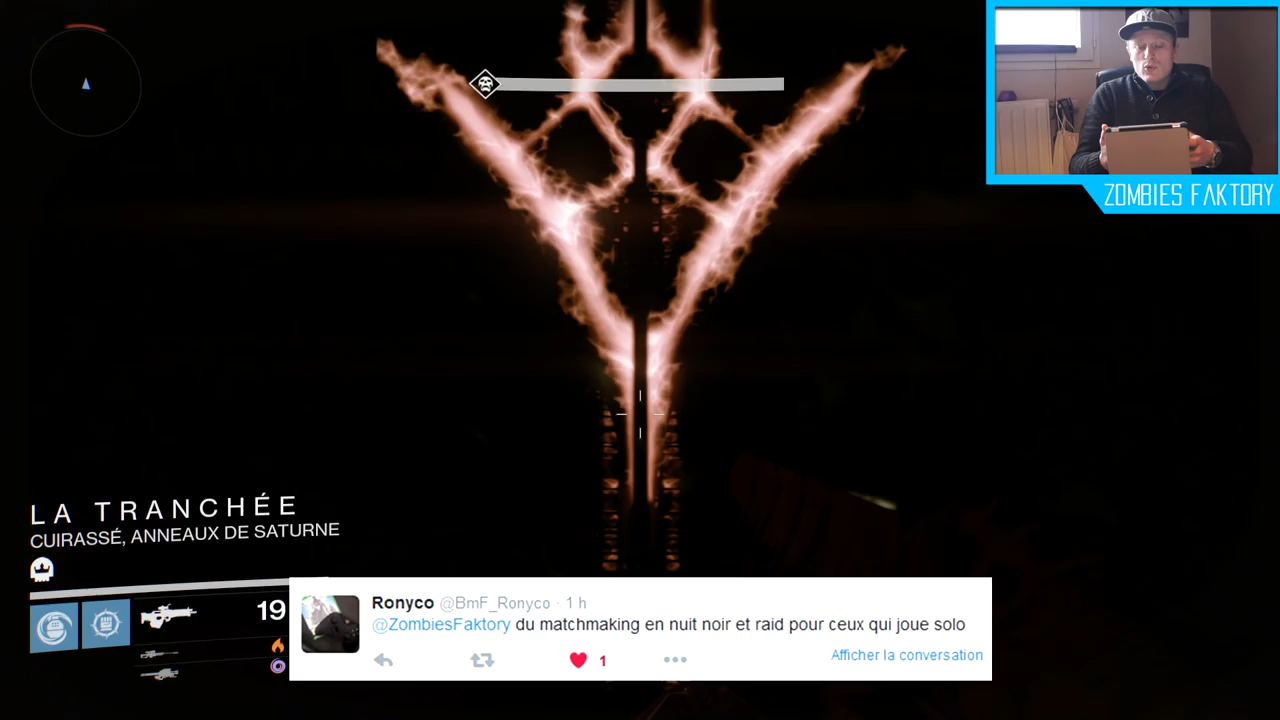 ZOMBIES FAKTORY
LA TRANCHÉE
CUIRASSÉ, ANNEAUX DE SATURNE
19
Ronyco @BmF_Ronyco · 1 h
@ZombiesFaktory du matchmaking en nuit noir et raid pour ceux qui joue solo
1
Afficher la conversation